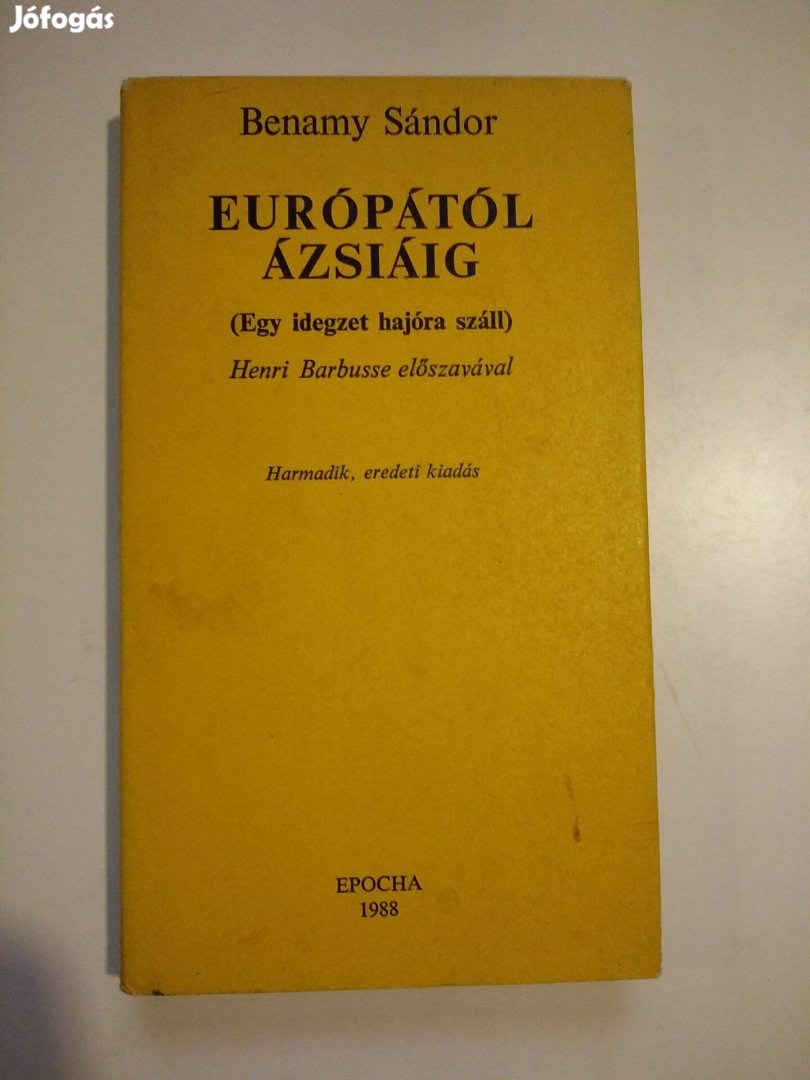 Jófogás
Benamy Sándor
EURÓPÁTÓL
ÁZSIÁIG
(Egy idegzet hajóra száll)
Henri Barbusse előszavával
Harmadik, eredeti kiadás
EPOCHA
1988